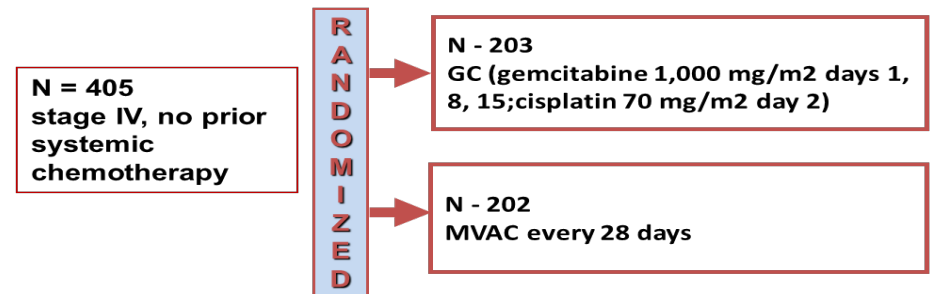 N = 405
stage IV, no prior
systemic
chemotherapy
RANDOMIZED
N - 203
GC (gemcitabine 1,000 mg/m2 days 1,
8, 15;cisplatin 70 mg/m2 day 2)
N - 202
MVAC every 28 days